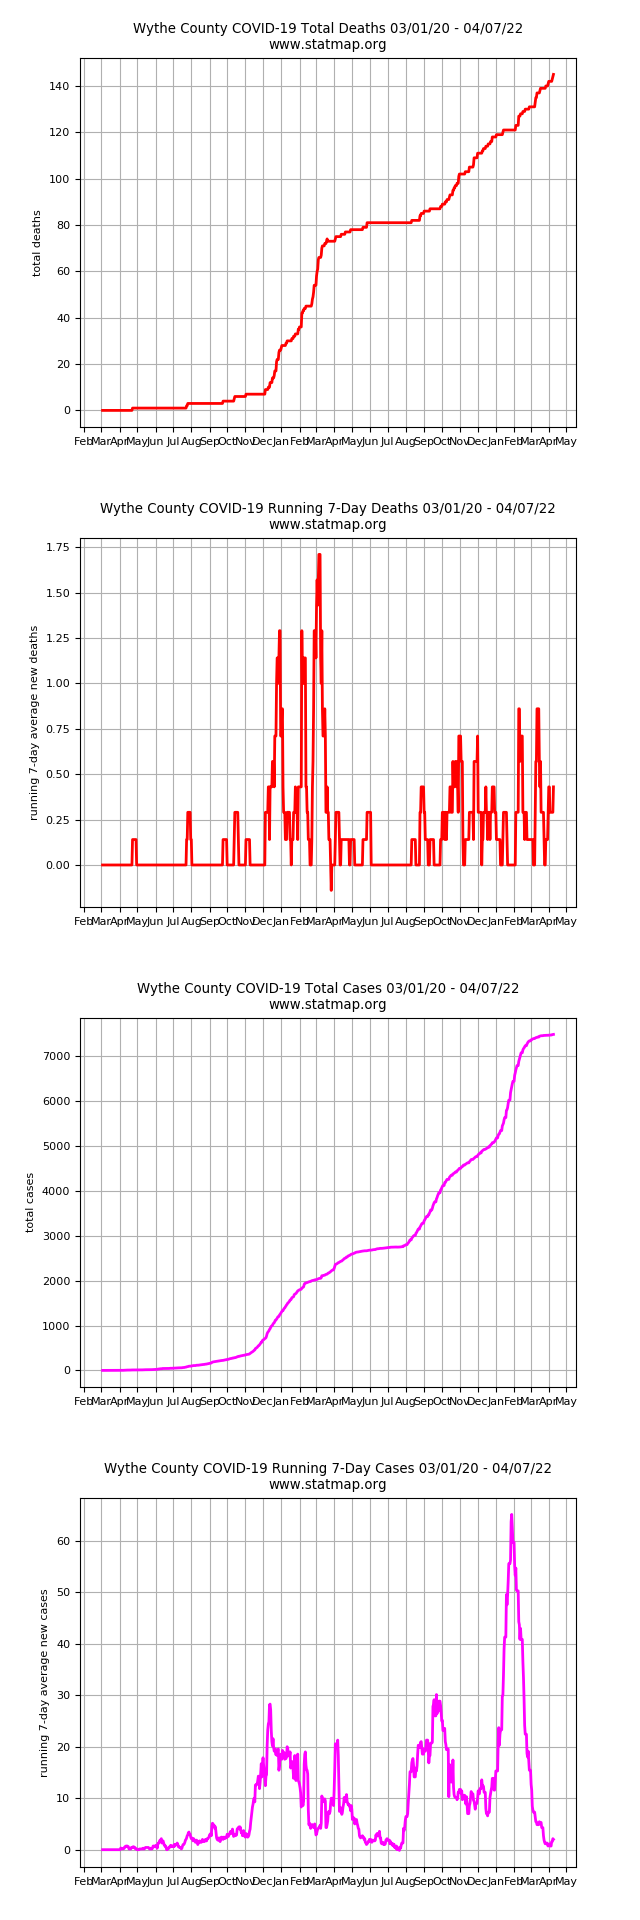 Wythe County COVID-19 Total Deaths 03/01/20 - 04/07/22
www.statmap.org
140
120
100
80
60
40
20
0
total deaths
Feb Mar Apr May Jun Jul Aug Sep Oct Nov Dec Jan Feb Mar Apr May Jun Jul Aug Sep Oct Nov Dec Jan Feb Mar Apr May
Wythe County COVID-19 Running 7-Day Deaths 03/01/20 - 04/07/22
www.statmap.org
1.75
1.50
1.25
1.00
0.75
0.50
0.25
0.00
running 7-day average new deaths
Feb Mar Apr May Jun Jul Aug Sep Oct Nov Dec Jan Feb Mar Apr May Jun Jul Aug Sep Oct Nov Dec Jan Feb Mar Apr May
Wythe County COVID-19 Total Cases 03/01/20 - 04/07/22
www.statmap.org
7000
6000
5000
4000
3000
2000
1000
0
total cases
Feb Mar Apr May Jun Jul Aug Sep Oct Nov Dec Jan Feb Mar Apr May Jun Jul Aug Sep Oct Nov Dec Jan Feb Mar Apr May
Wythe County COVID-19 Running 7-Day Cases 03/01/20 - 04/07/22
www.statmap.org
60
50
40
30
20
10
0
running 7-day average new cases
Feb Mar Apr May Jun Jul Aug Sep Oct Nov Dec Jan Feb Mar Apr May Jun Jul Aug Sep Oct Nov Dec Jan Feb Mar Apr May